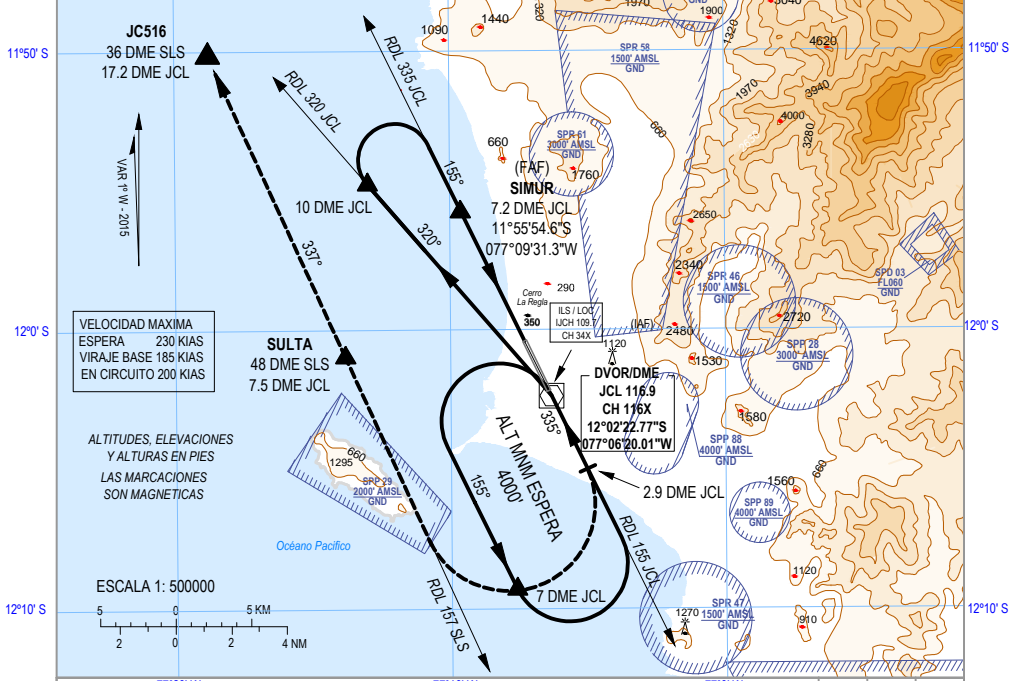 JC516
36 DME SLS
17.2 DME JCL
11°50' S
11°50' S
RDL 335 JCL
RDL 320 JCL
VAR 1º W - 2015
1090
1440
320
1970
1900
1320
3040
4620
SPR 58
1500' AMSL
GND
1970
3940
4000
3280
660
660
SPR 61
3000' AMSL
GND
1760
(FAF)
SIMUR
7.2 DME JCL
11°55'54.6"S
077°09'31.3"W
155°
10 DME JCL
320°
337°
2650
2340
SPR 46
1500' AMSL
GND
SPD 03
FL060
GND
290
Cerro
La Regla
350
ILS / LOC
IJCH 109.7
CH 34X
(IAF)
2480
1120
2720
SPR 28
3000' AMSL
GND
1530
12°0' S
12°0' S
VELOCIDAD MAXIMA
ESPERA 230 KIAS
VIRAJE BASE 185 KIAS
EN CIRCUITO 200 KIAS
SULTA
48 DME SLS
7.5 DME JCL
DVOR/DME
JCL 116.9
CH 116X
12°02'22.77"S
077°06'20.01"W
335°
1580
SPP 88
4000' AMSL
GND
ALT MNM ESPERA
4000'
155°
2.9 DME JCL
ALTITUDES, ELEVACIONES
Y ALTURAS EN PIES
LAS MARCACIONES
SON MAGNETICAS
660
1295
SPP 29
2000' AMSL
GND
1560
660
SPP 89
4000' AMSL
GND
Océano Pacifico
RDL 155 JCL
RDL 157 SLS
7 DME JCL
1120
ESCALA 1: 500000
5 0 5 KM
2 0 2 4 NM
1270
SPR 47
1500' AMSL
GND
910
12°10' S
12°10' S